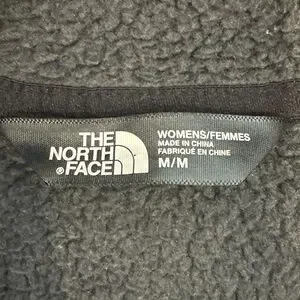 THE
NORTH
®FACE
WOMENS/FEMMES
MADE IN CHINA
FABRIQUÉ EN CHINE
M/M